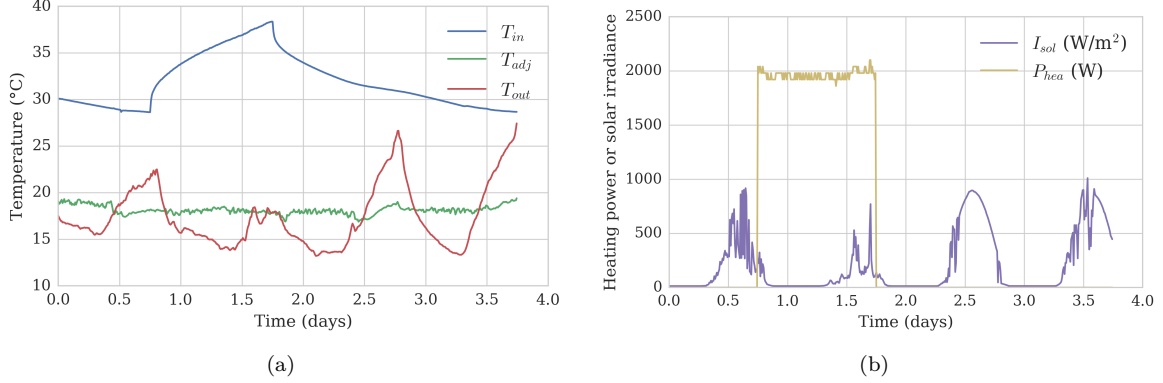 40
35
30
25
20
15
10
0.0 0.5 1.0 1.5 2.0 2.5 3.0 3.5 4.0
Temperature (°C)
Time (days)
T_in
T_adj
T_out
(a)
2500
2000
1500
1000
500
0
0.0 0.5 1.0 1.5 2.0 2.5 3.0 3.5 4.0
Heating power or solar irradiance
Time (days)
I_sol (W/m²)
P_hea (W)
(b)